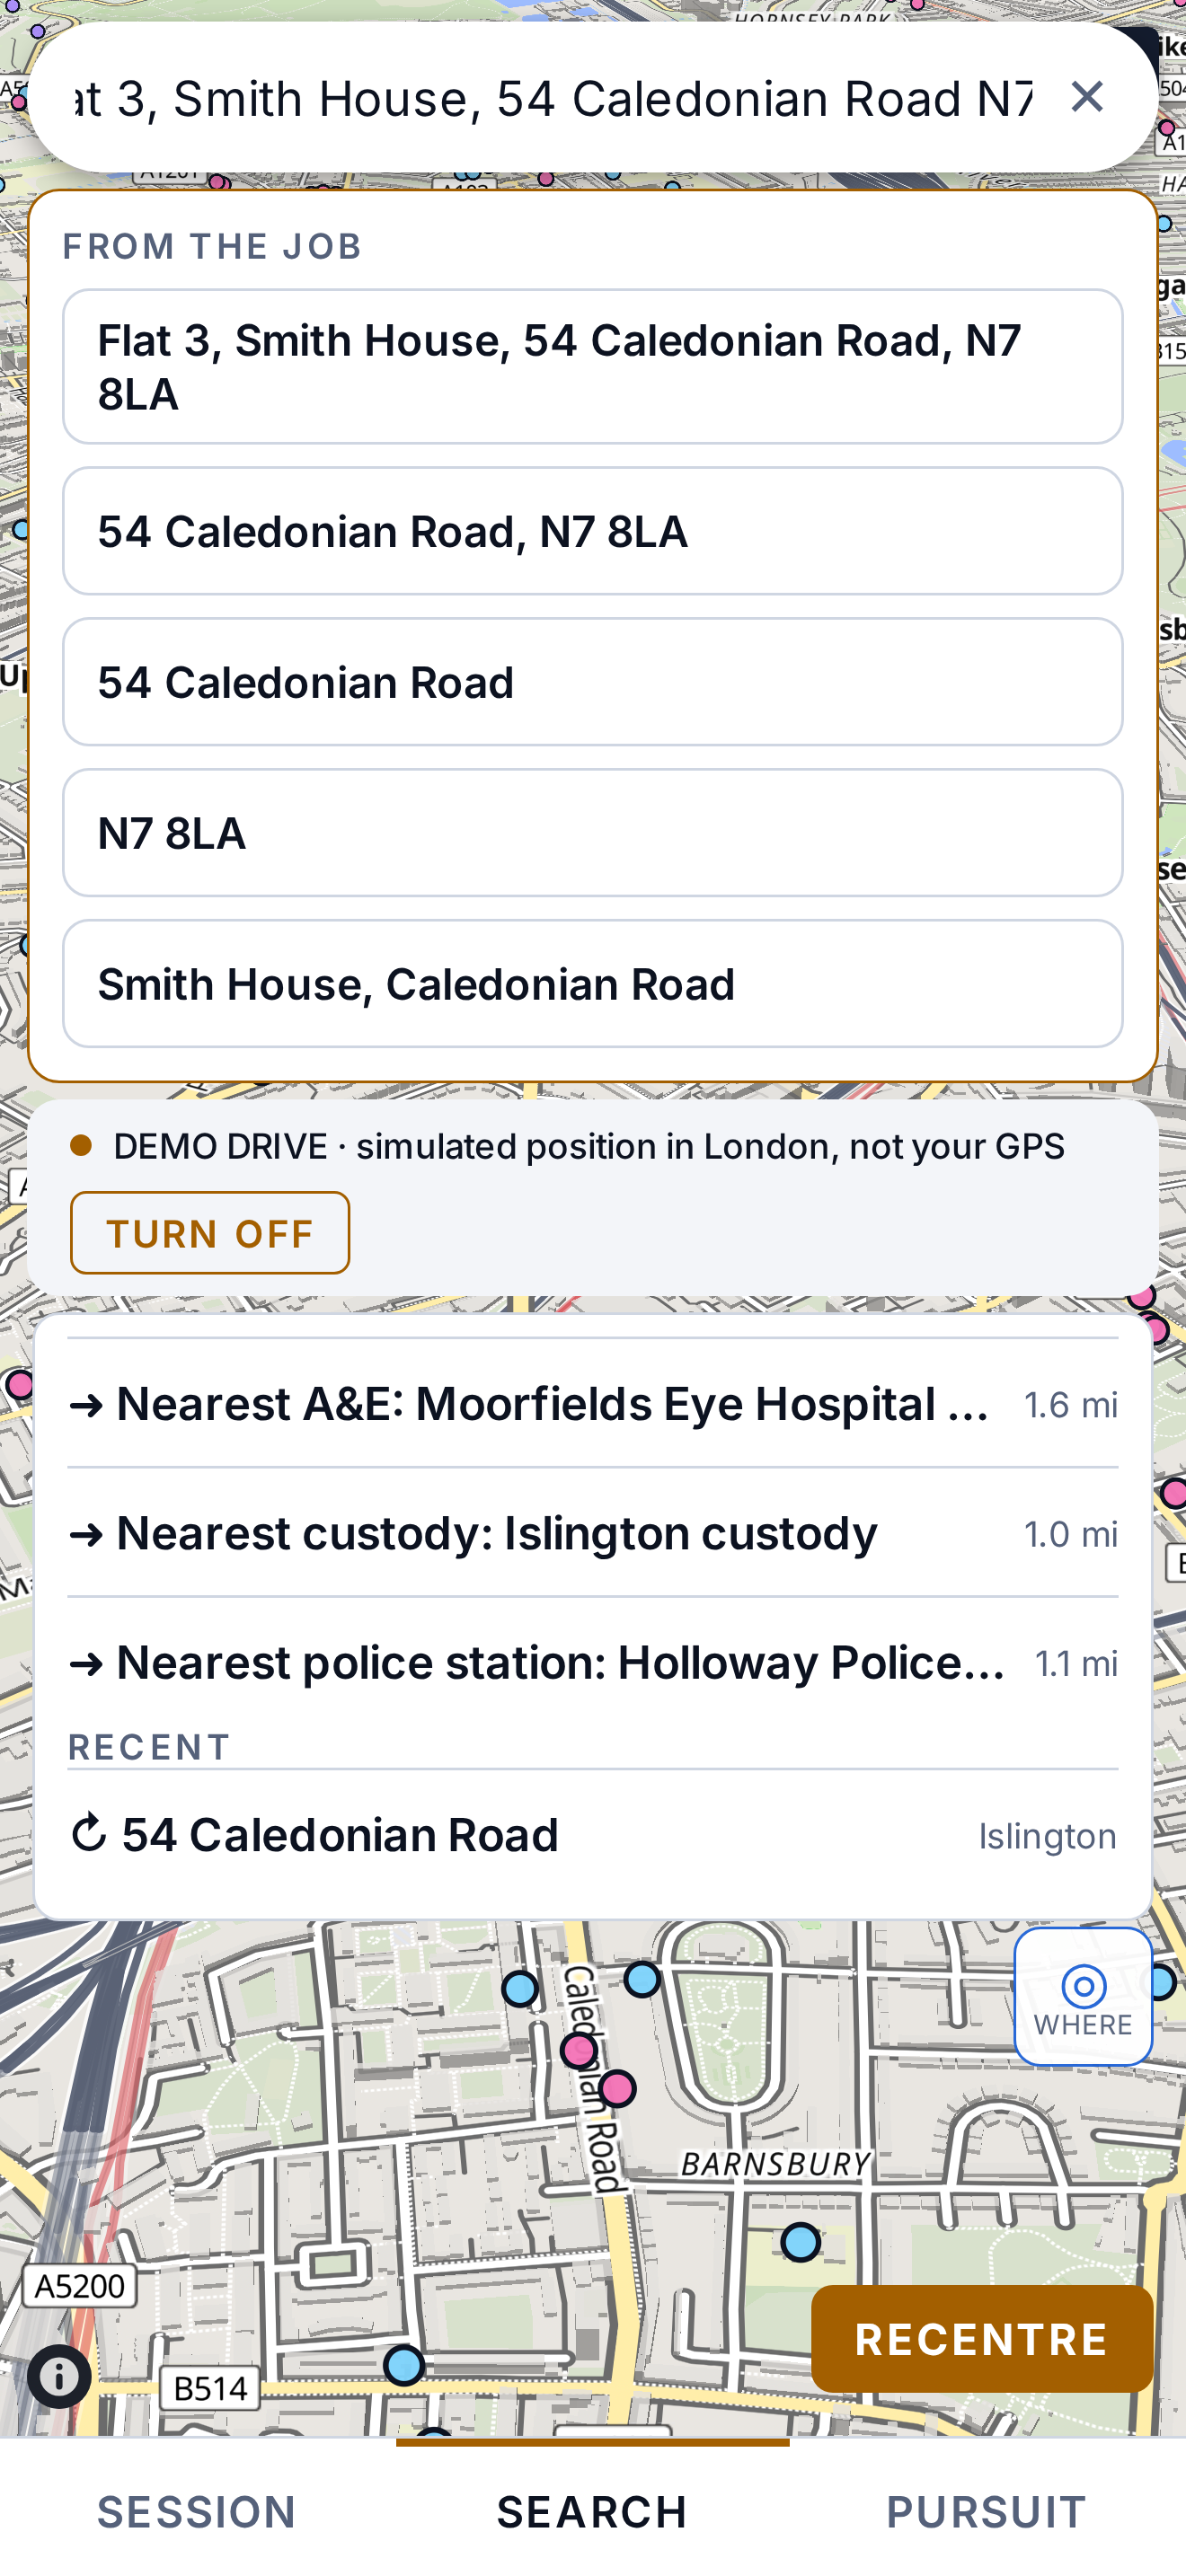 HORNSEY PARK
at 3, Smith House, 54 Caledonian Road N7
FROM THE JOB
Flat 3, Smith House, 54 Caledonian Road, N7
8LA
54 Caledonian Road, N7 8LA
54 Caledonian Road
N7 8LA
Smith House, Caledonian Road
DEMO DRIVE · simulated position in London, not your GPS
TURN OFF
→ Nearest A&E: Moorfields Eye Hospital ...
1.6 mi
→ Nearest custody: Islington custody
1.0 mi
→ Nearest police station: Holloway Police...
1.1 mi
RECENT
↻ 54 Caledonian Road
Islington
WHERE
Caledonian Road
BARNSBURY
A5200
RECENTRE
B514
SESSION
SEARCH
PURSUIT